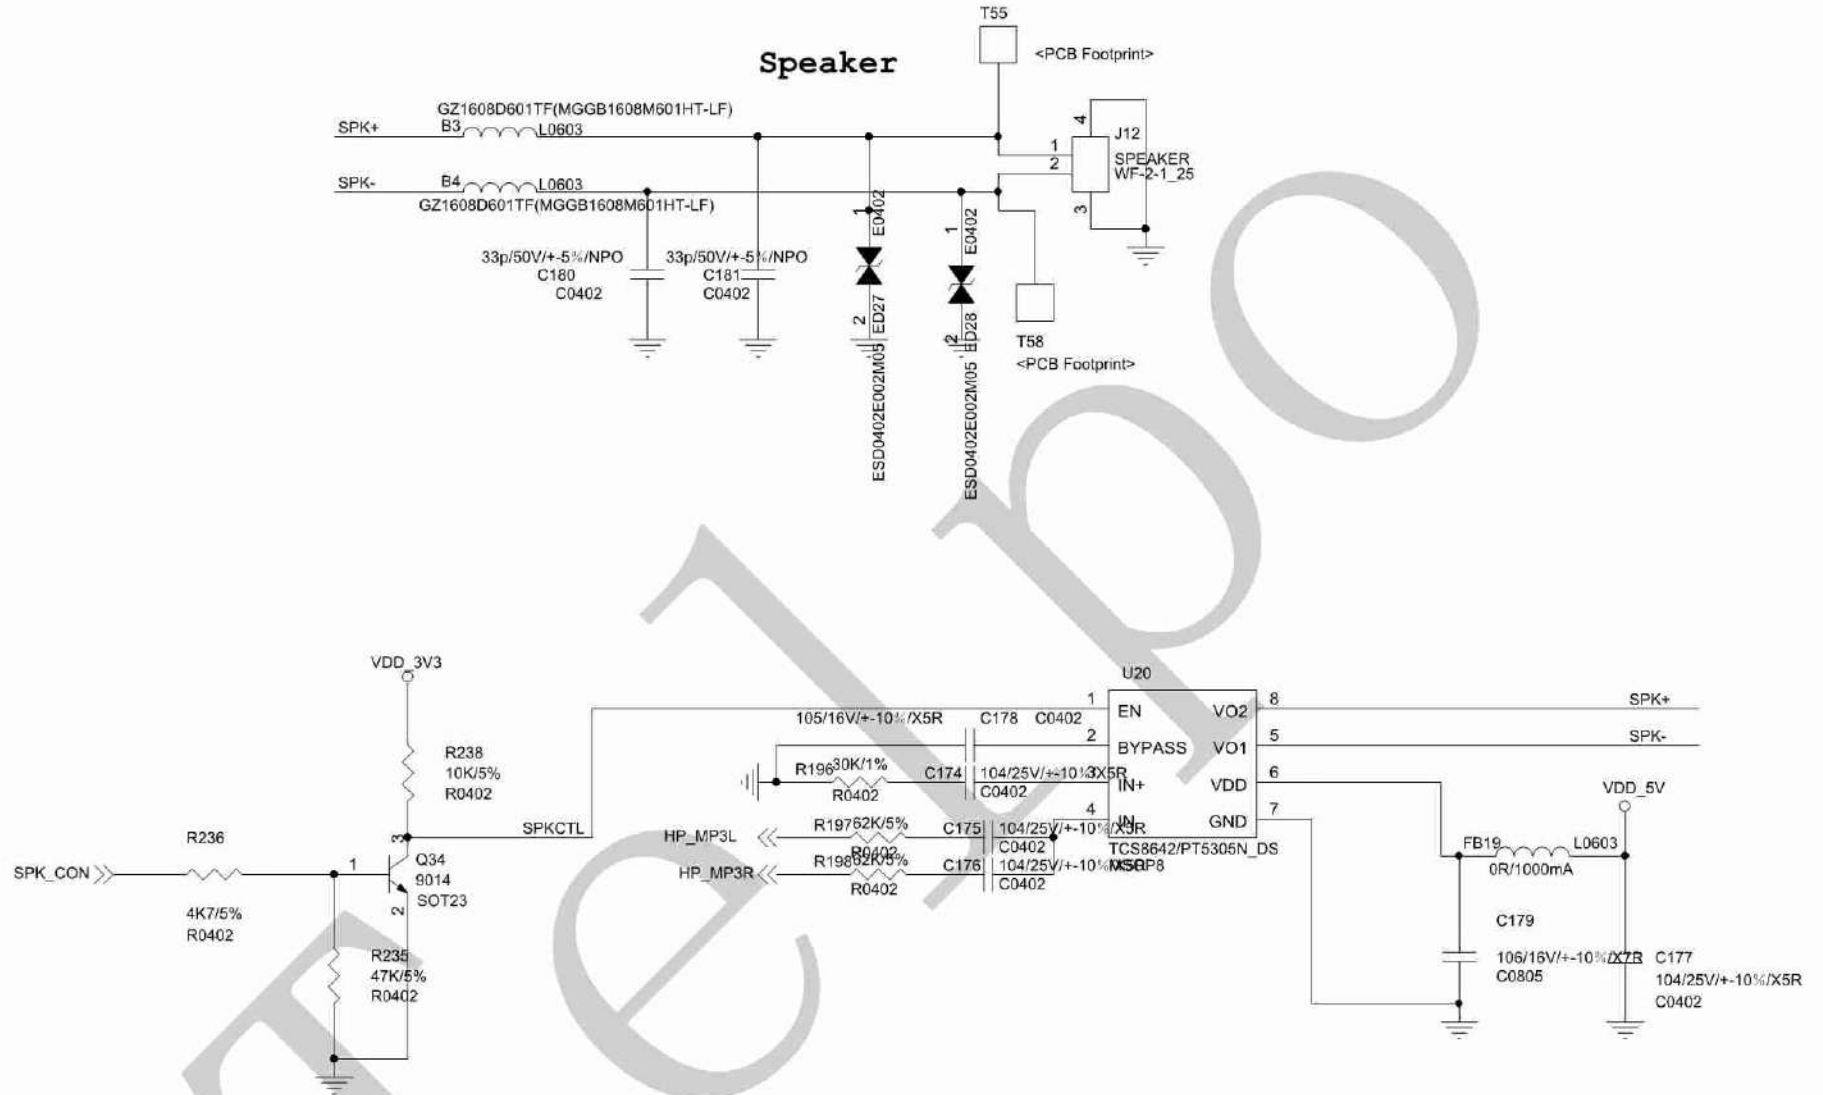 T55
<PCB Footprint>
Speaker
GZ1608D601TF(MGGB1608M601HT-LF)
SPK+
B3
L0603
4
J12
1
SPEAKER
2
WF-2-1_25
SPK-
B4
L0603
GZ1608D601TF(MGGB1608M601HT-LF)
3
1
E0402
1
E0402
33p/50V/+-5%/NPO
C180
C0402
33p/50V/+-5%/NPO
C181
C0402
2
ESD0402E002M05 ED27
2
ESD0402E002M05 ED28
T58
<PCB Footprint>
Telpo
VDD_3V3
R238
10K/5%
R0402
SPKCTL
R236
SPK_CON
4K7/5%
R0402
1
3
Q34
9014
SOT23
2
R235
47K/5%
R0402
U20
1
EN
VO2
8
SPK+
105/16V/+-10%/X5R
C178
C0402
2
BYPASS
VO1
5
SPK-
R196
30K/1%
R0402
C174
104/25V/+-10%X5R
C0402
3
IN+
VDD
6
4
IN
GND
7
HP_MP3L
R197
62K/5%
R0402
C175
104/25V/+-10%/X5R
C0402
TCS8642/PT5305N_DS
HP_MP3R
R198
62K/5%
R0402
C176
104/25V/+-10%
C0402
VDD_5V
FB19
L0603
0R/1000mA
C179
106/16V/+-10%/X7R
C0805
C177
104/25V/+-10%/X5R
C0402